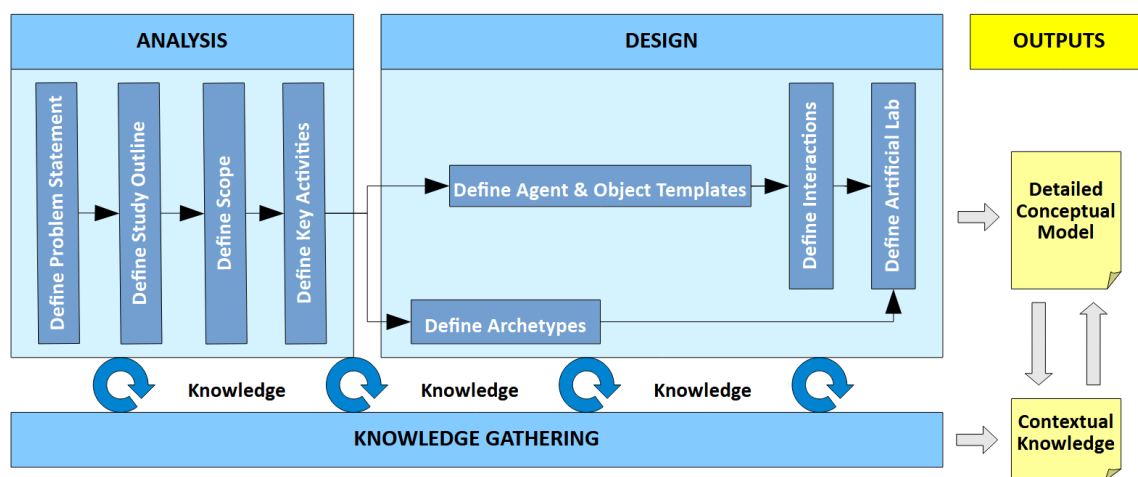 ANALYSIS
DESIGN
OUTPUTS
Define Problem Statement
Define Study Outline
Define Scope
Define Key Activities
Define Agent & Object Templates
Define Archetypes
Define Interactions
Define Artificial Lab
Detailed
Conceptual
Model
Knowledge
Knowledge
Knowledge
KNOWLEDGE GATHERING
Contextual
Knowledge